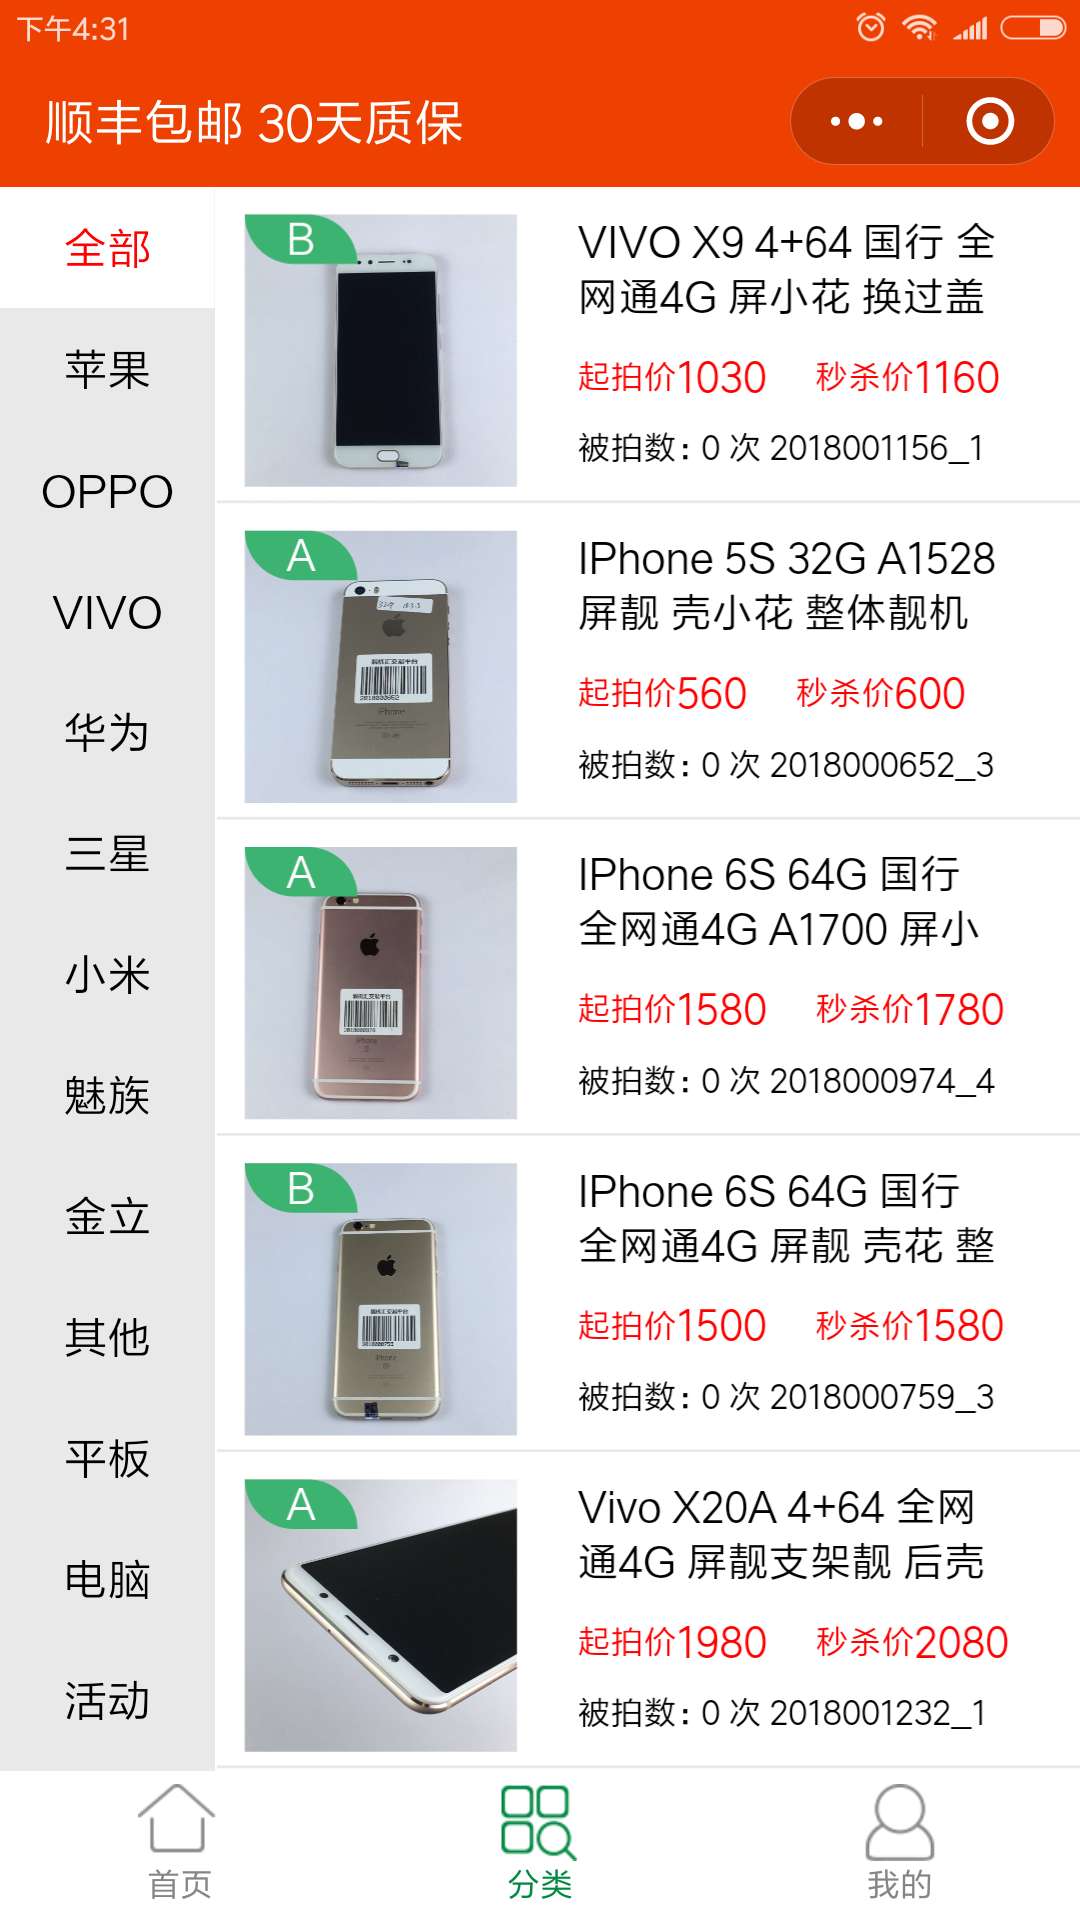 下午4:31
顺丰包邮 30天质保
全部
苹果
OPPO
VIVO
华为
三星
小米
魅族
金立
其他
平板
电脑
活动
B
VIVO X9 4+64 国行 全
网通4G 屏小花 换过盖
起拍价1030 秒杀价1160
被拍数: 0 次 2018001156_1
A
IPhone 5S 32G A1528
屏靓 壳小花 整体靓机
起拍价560 秒杀价600
被拍数: 0 次 2018000652_3
2018000652
iPhone
A
IPhone 6S 64G 国行
全网通4G A1700 屏小
起拍价1580 秒杀价1780
被拍数: 0 次 2018000974_4
iPhone
B
IPhone 6S 64G 国行
全网通4G 屏靓 壳花 整
起拍价1500 秒杀价1580
被拍数: 0 次 2018000759_3
iPhone
A
Vivo X20A 4+64 全网
通4G 屏靓支架靓 后壳
起拍价1980 秒杀价2080
被拍数: 0 次 2018001232_1
首页
分类
我的